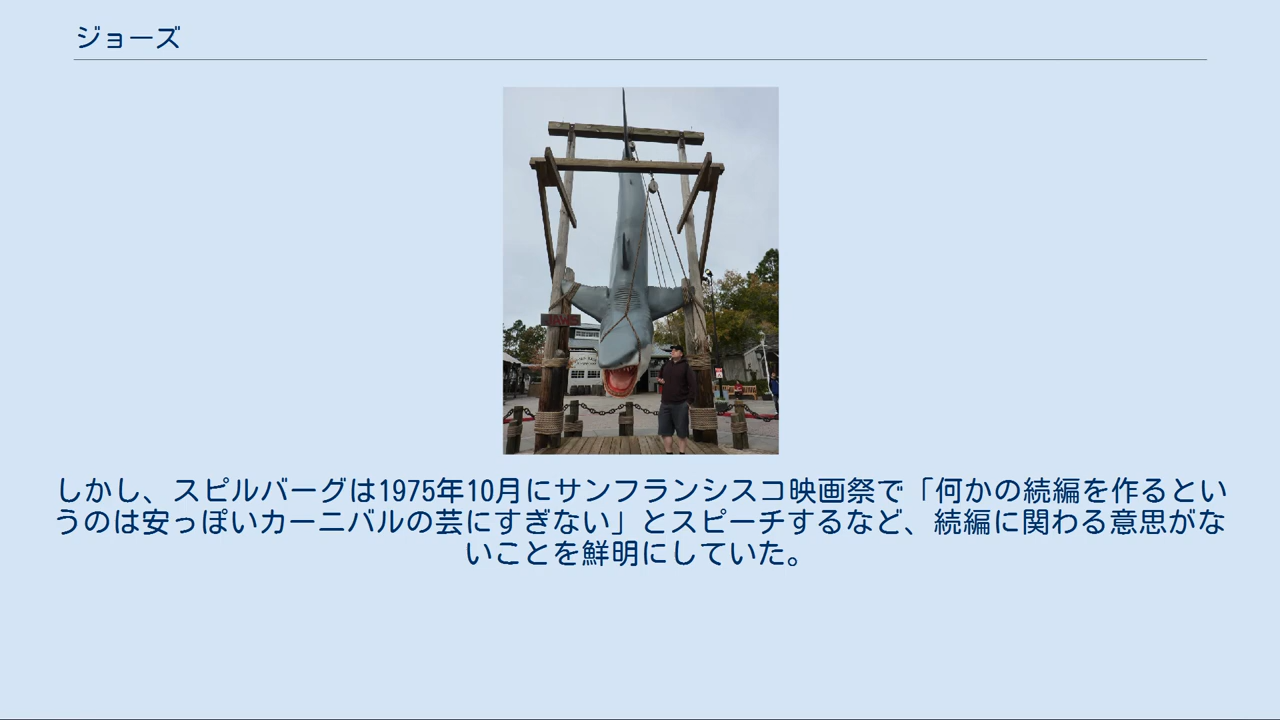 ジョーズ
JAWS
しかし、スピルバーグは1975年10月にサンフランシスコ映画祭で「何かの続編を作るとい
うのは安っぽいカーニバルの芸にすぎない」とスピーチするなど、続編に関わる意思がな
いことを鮮明にしていた。